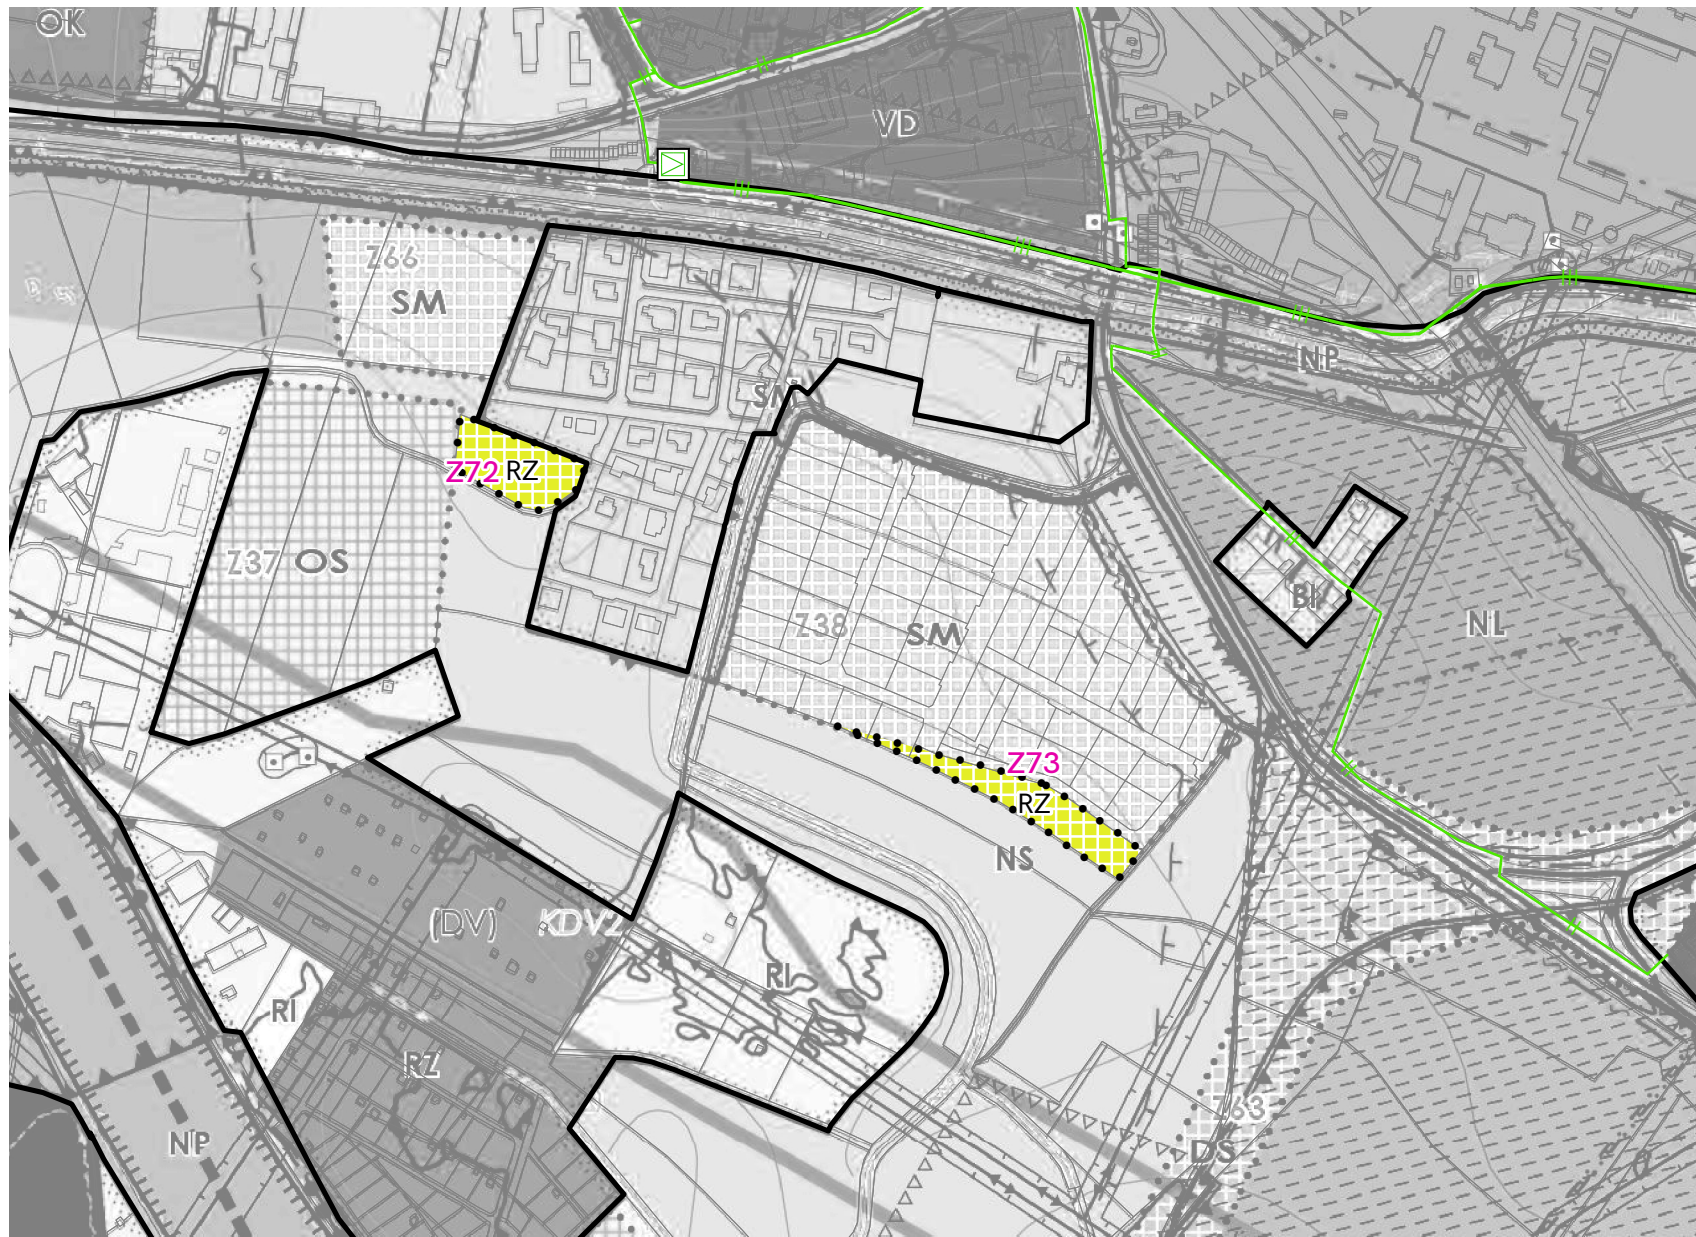 OK
VD
Z66
SM
NP
SM
Z72 RZ
Z37 OS
BI
Z38 SM
NL
Z73
RZ
NS
(DV) KDVZ
RI
RI
RZ
Z63
NP
DS